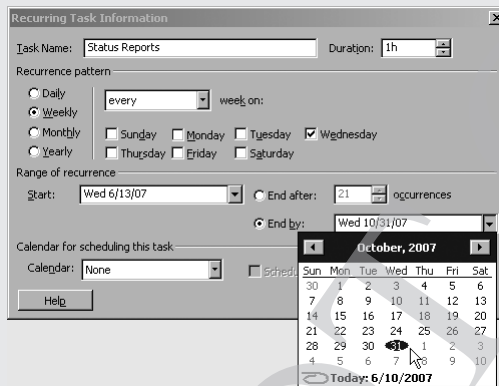 Recurring Task Information
Task Name: Status Reports Duration: 1h
Recurrence pattern
Daily
Weekly
Monthly
Yearly
every week on:
Sunday Monday Tuesday Wednesday
Thursday Friday Saturday
Range of recurrence
Start: Wed 6/13/07 End after: 21 occurrences
End by: Wed 10/31/07
Calendar for scheduling this task
Calendar: None
Help
October, 2007
Sun Mon Tue Wed Thu Fri Sat
30 1 2 3 4 5 6
7 8 9 10 11 12 13
14 15 16 17 18 19 20
21 22 23 24 25 26 27
28 29 30 31 1 2 3
4 5 6 7 8 9 10
Today: 6/10/2007